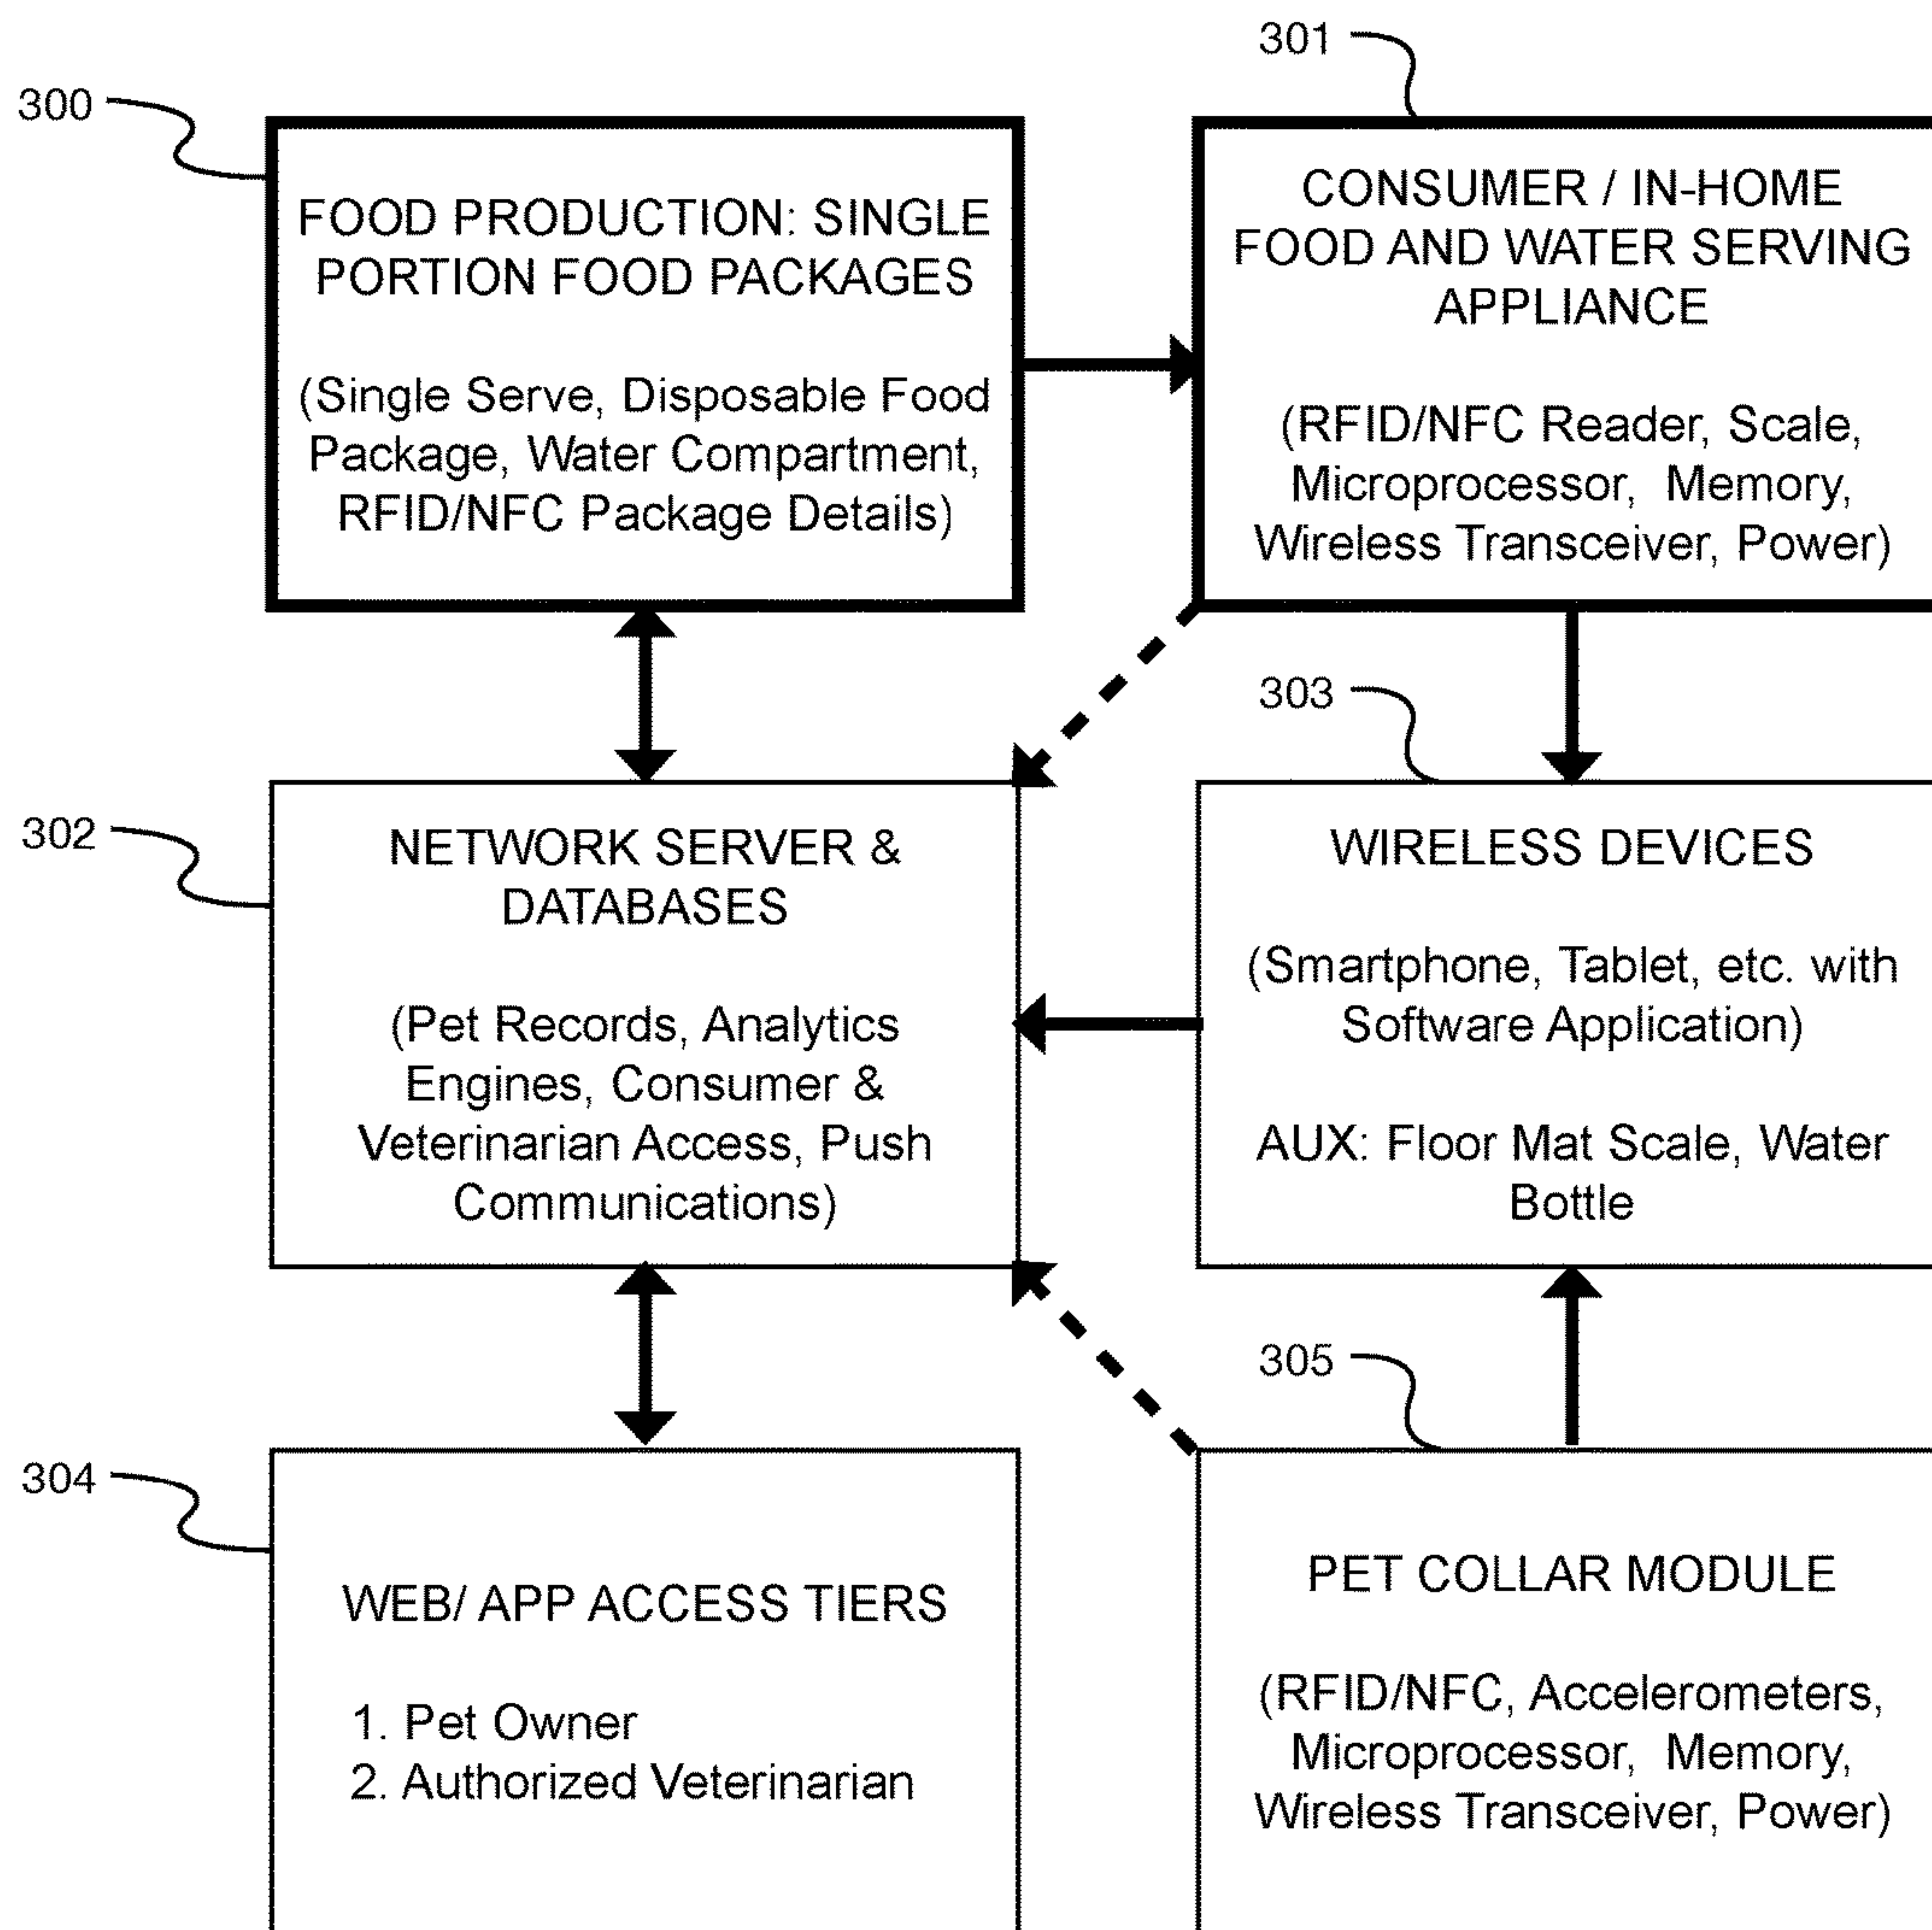 301
300
FOOD PRODUCTION: SINGLE
PORTION FOOD PACKAGES
(Single Serve, Disposable Food
Package, Water Compartment,
RFID/NFC Package Details)
CONSUMER / IN-HOME
FOOD AND WATER SERVING
APPLIANCE
(RFID/NFC Reader, Scale,
Microprocessor, Memory,
Wireless Transceiver, Power)
302
NETWORK SERVER &
DATABASES
(Pet Records, Analytics
Engines, Consumer &
Veterinarian Access, Push
Communications)
303
WIRELESS DEVICES
(Smartphone, Tablet, etc. with
Software Application)
AUX: Floor Mat Scale, Water
Bottle
304
WEB/ APP ACCESS TIERS
1. Pet Owner
2. Authorized Veterinarian
305
PET COLLAR MODULE
(RFID/NFC, Accelerometers,
Microprocessor, Memory,
Wireless Transceiver, Power)